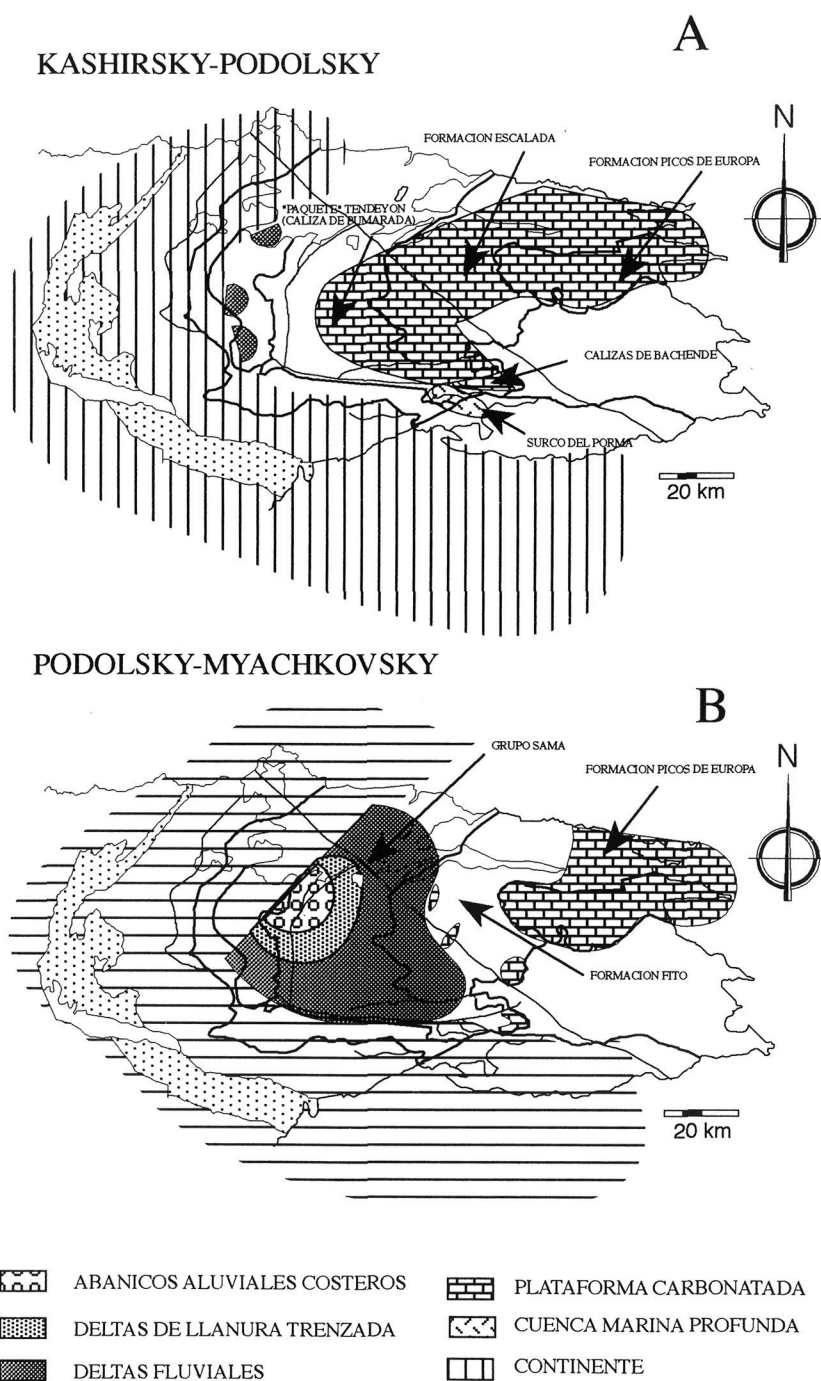 A
KASHIRSKY-PODOLSKY
N
FORMACION ESCALADA
FORMACION PICOS DE EUROPA
"PAQUETE" TENDEYON
(CALIZA DE BUMARADA)
CALIZAS DE BACHENDE
SURCO DEL PORMA
20 km
PODOLSKY-MYACHKOVSKY
B
N
GRUPO SAMA
FORMACION PICOS DE EUROPA
FORMACION FITO
20 km
ABANICOS ALUVIALES COSTEROS
DELTAS DE LLANURA TRENZADA
DELTAS FLUVIALES
PLATAFORMA CARBONATADA
CUENCA MARINA PROFUNDA
CONTINENTE